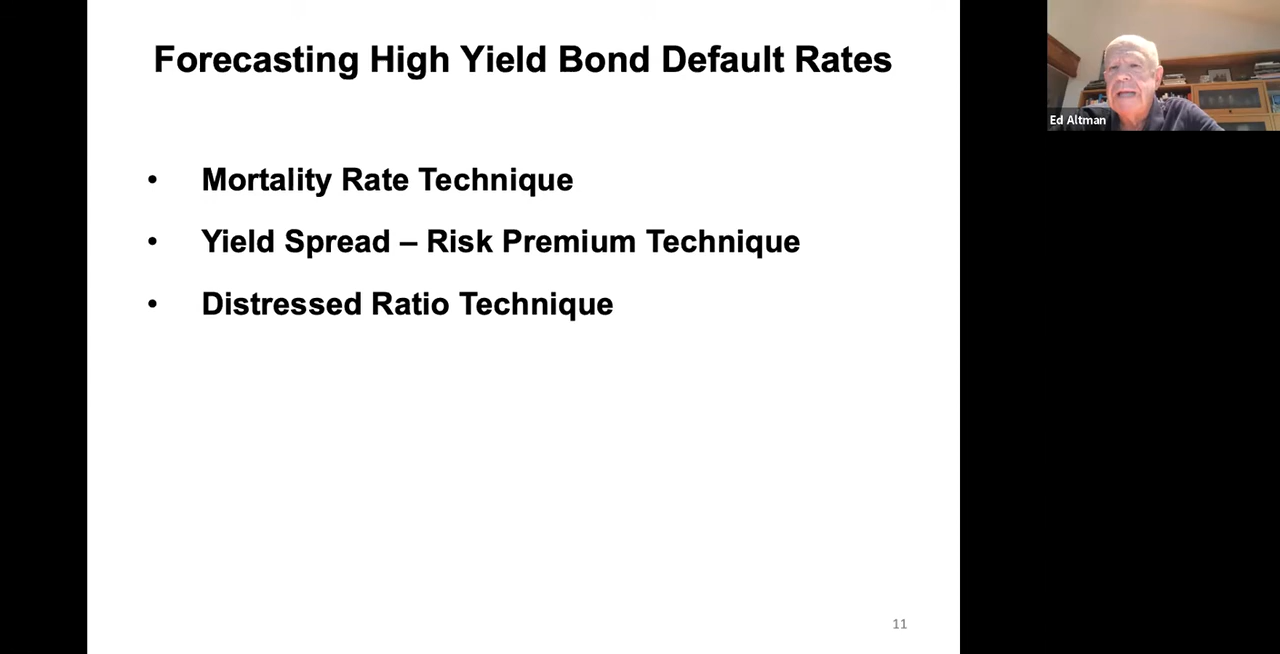 Forecasting High Yield Bond Default Rates
Ed Altman
• Mortality Rate Technique
• Yield Spread – Risk Premium Technique
• Distressed Ratio Technique
11